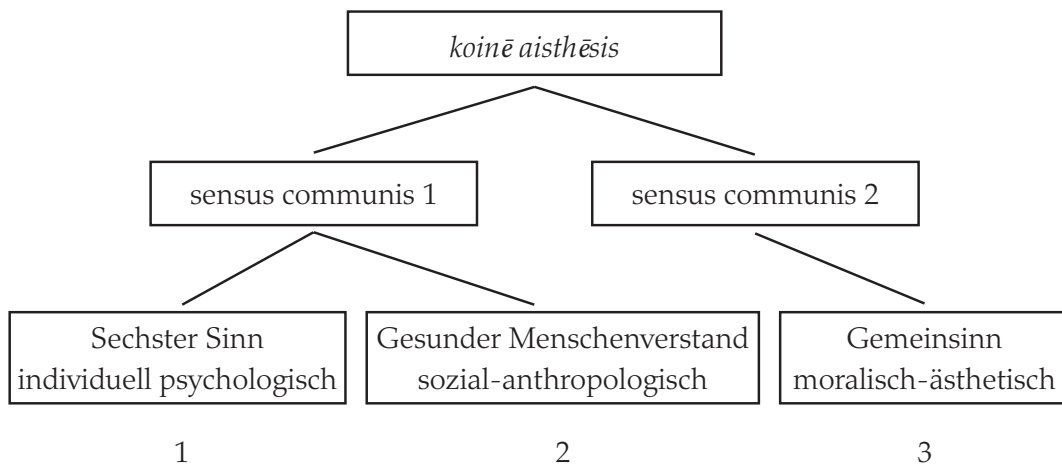 koinē aisthēsis
sensus communis 1
sensus communis 2
Sechster Sinn
individuell psychologisch
Gesunder Menschenverstand
sozial-anthropologisch
Gemeinsinn
moralisch-ästhetisch
1
2
3